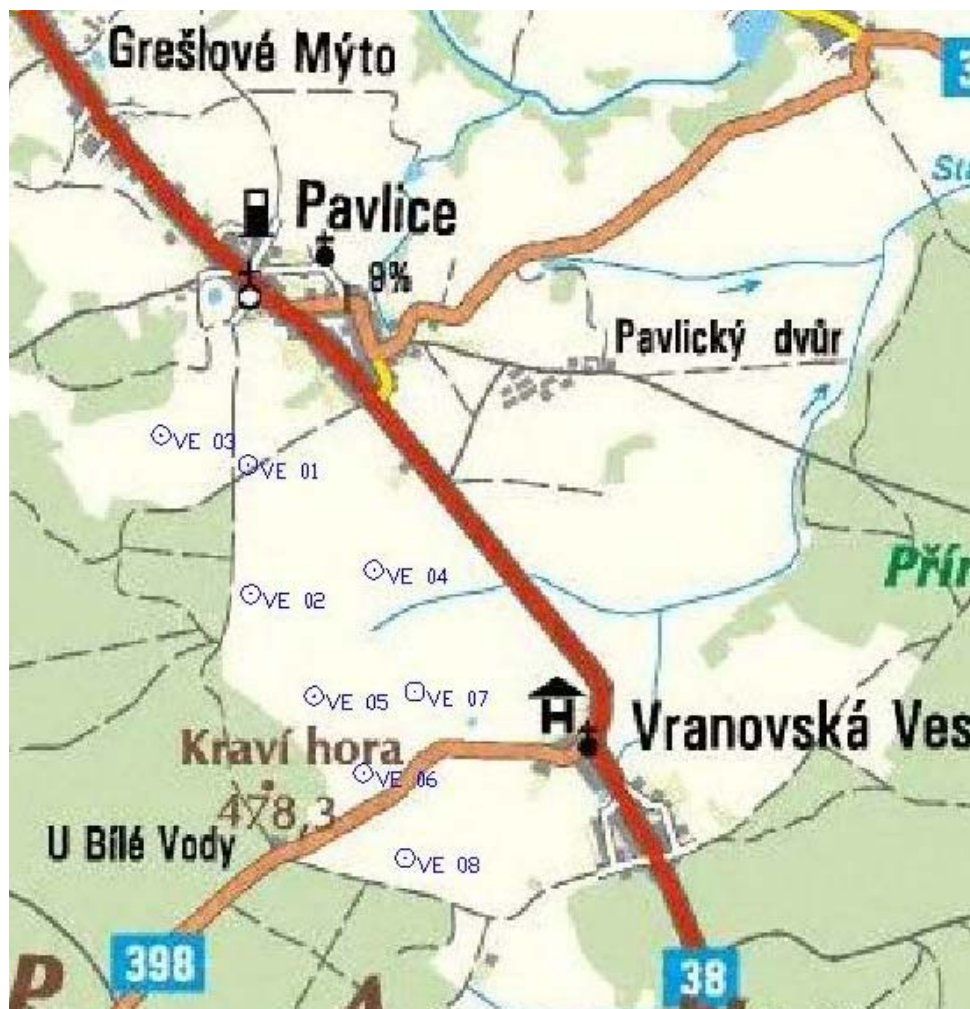 Grešlové Mýto
Pavlice
8%
Pavlický dvůr
VE 03
VE 01
VE 04
VE 02
VE 05
VE 07
Vranovská Ves
Kraví hora
VE 06
478,3
U Bílé Vody
VE 08
398
38
P
A